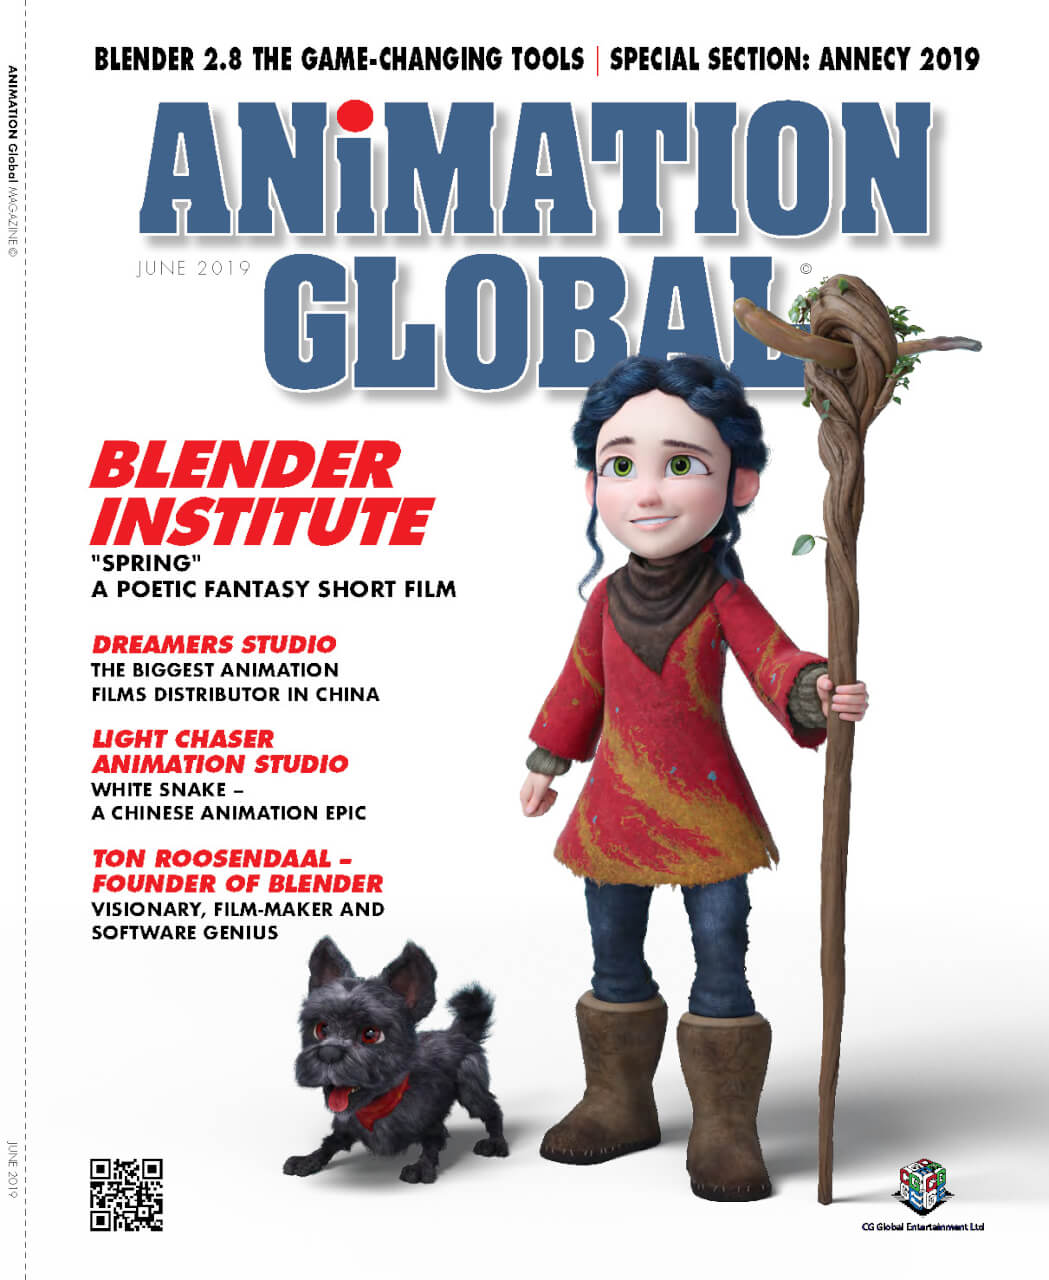 BLENDER 2.8 THE GAME-CHANGING TOOLS | SPECIAL SECTION: ANNECY 2019
ANiMATION
JUNE 2019
GLOBAL ©
BLENDER
INSTITUTE
"SPRING"
A POETIC FANTASY SHORT FILM
DREAMERS STUDIO
THE BIGGEST ANIMATION
FILMS DISTRIBUTOR IN CHINA
LIGHT CHASER
ANIMATION STUDIO
WHITE SNAKE –
A CHINESE ANIMATION EPIC
TON ROOSENDAAL –
FOUNDER OF BLENDER
VISIONARY, FILM-MAKER AND
SOFTWARE GENIUS
CG Global Entertainment Ltd
ANIMATION Global MAGAZINE ©
JUNE 2019